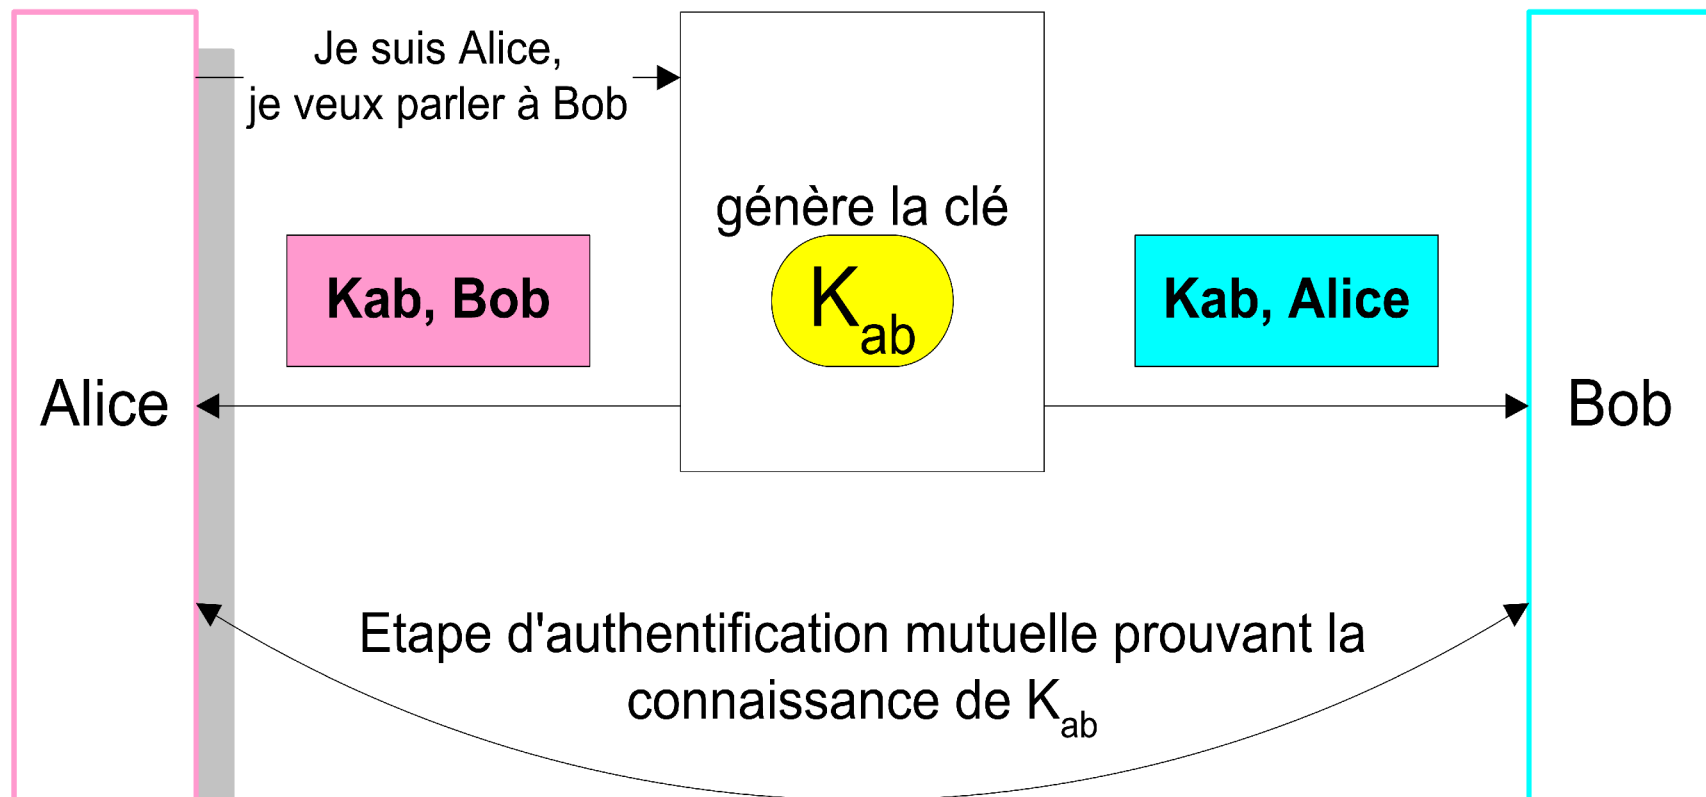 Je suis Alice,
je veux parler à Bob
génère la clé
Kab, Bob
Kab
Kab, Alice
Alice
Bob
Etape d'authentification mutuelle prouvant la
connaissance de Kab